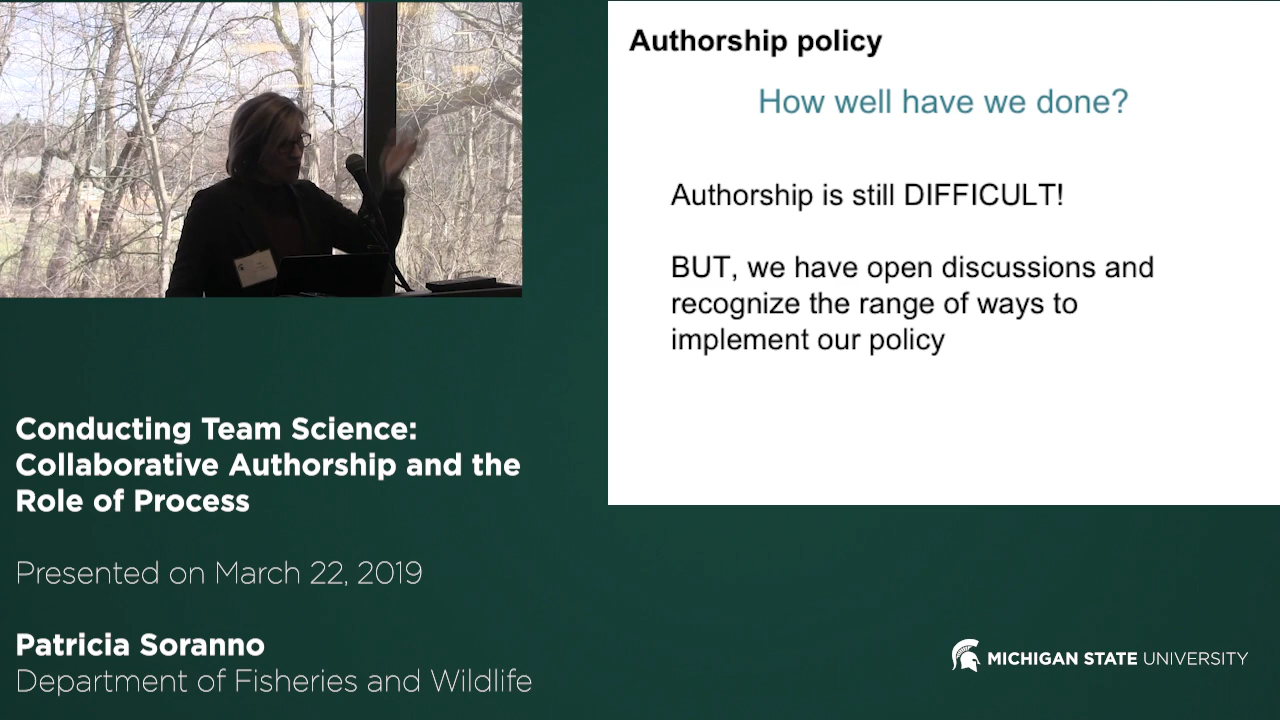 Authorship policy
How well have we done?
Authorship is still DIFFICULT!
BUT, we have open discussions and
recognize the range of ways to
implement our policy
Conducting Team Science:
Collaborative Authorship and the
Role of Process
Presented on March 22, 2019
Patricia Soranno
Department of Fisheries and Wildlife
MICHIGAN STATE UNIVERSITY